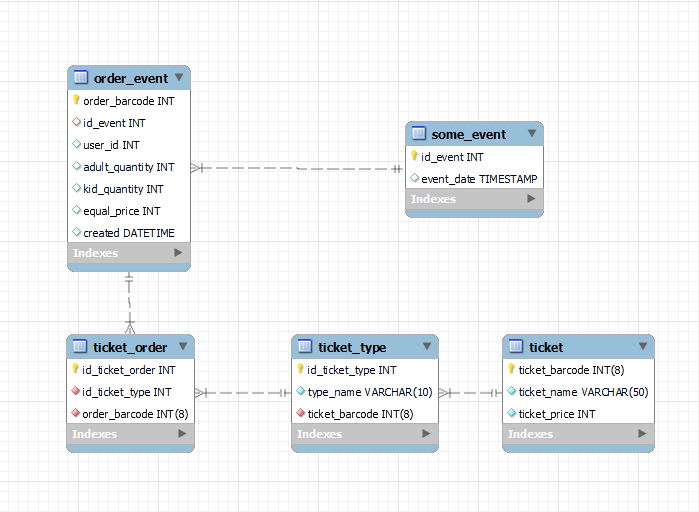 order_event
order_barcode INT
id_event INT
user_id INT
adult_quantity INT
kid_quantity INT
equal_price INT
created DATETIME
Indexes
some_event
id_event INT
event_date TIMESTAMP
Indexes
ticket_order
id_ticket_order INT
id_ticket_type INT
order_barcode INT(8)
Indexes
ticket_type
id_ticket_type INT
type_name VARCHAR(10)
ticket_barcode INT(8)
Indexes
ticket
ticket_barcode INT(8)
ticket_name VARCHAR(50)
ticket_price INT
Indexes